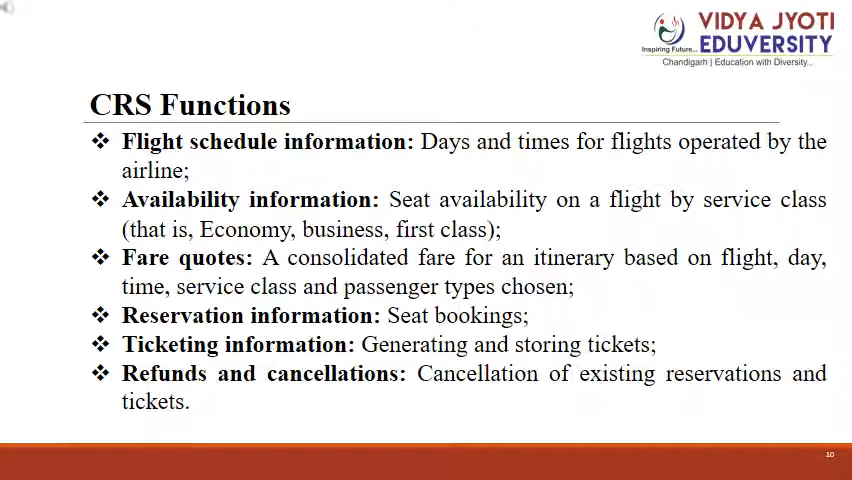 VIDYA JYOTI
EDUVERSITY
Inspiring Future...
Chandigarh | Education with Diversity...
CRS Functions
❖ Flight schedule information: Days and times for flights operated by the
airline;
❖ Availability information: Seat availability on a flight by service class
(that is, Economy, business, first class);
❖ Fare quotes: A consolidated fare for an itinerary based on flight, day,
time, service class and passenger types chosen;
❖ Reservation information: Seat bookings;
❖ Ticketing information: Generating and storing tickets;
❖ Refunds and cancellations: Cancellation of existing reservations and
tickets.
10